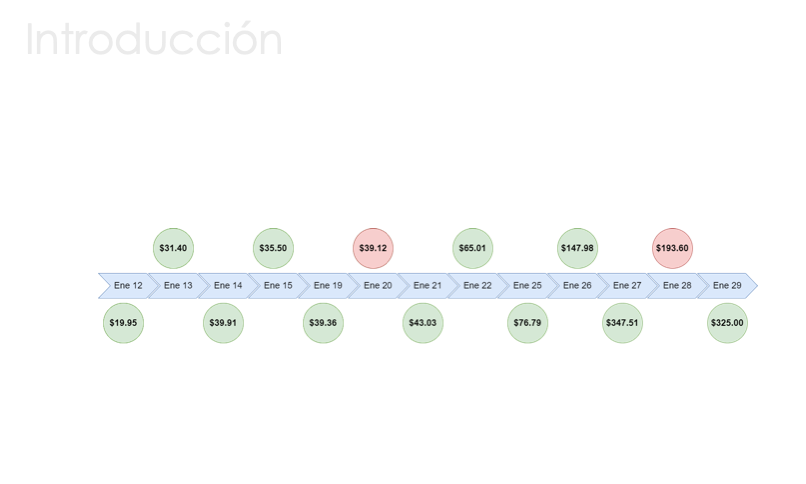 Introducción
$31.40 $35.50 $39.12 $65.01 $147.98 $193.60
Ene 12 Ene 13 Ene 14 Ene 15 Ene 19 Ene 20 Ene 21 Ene 22 Ene 25 Ene 26 Ene 27 Ene 28 Ene 29
$19.95 $39.91 $39.36 $43.03 $76.79 $347.51 $325.00